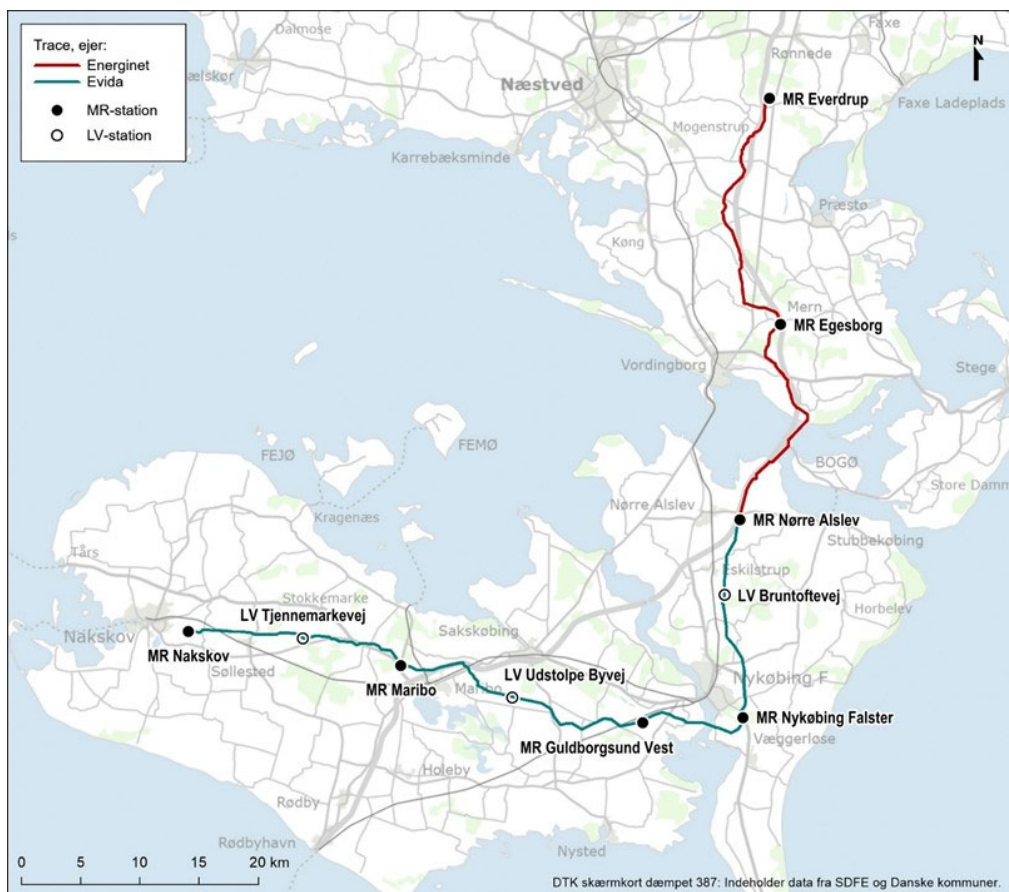 Trace, ejer:
Energinet
Evida
MR-station
LV-station
Dalmose
Faxe
Rønnede
N
ælskør
Næstved
MR Everdrup
Faxe Ladeplads
Mogenstrup
Karrebæksminde
Præstø
Køng
Mern
MR Egesborg
Vordingborg
Stege
FEMØ
FEJØ
BOGØ
Store Damm
Kragenæs
Nørre Alslev
MR Nørre Alslev
Stubbekøbing
Tårs
Eskilstrup
Stokkemarke
LV Bruntoftevej
Horbelev
LV Tjennemarkevej
Sakskøbing
Nakskov
MR Nakskov
Søllested
LV Udstolpe Byvej
Nykøbing F
MR Maribo
Maribo
MR Nykøbing Falster
MR Guldborgsund Vest
Væggerløse
Holeby
Rødby
Rødbyhavn
Nysted
0 5 10 15 20 km
DTK skærmkort dæmpet 387: Indeholder data fra SDFE og Danske kommuner.